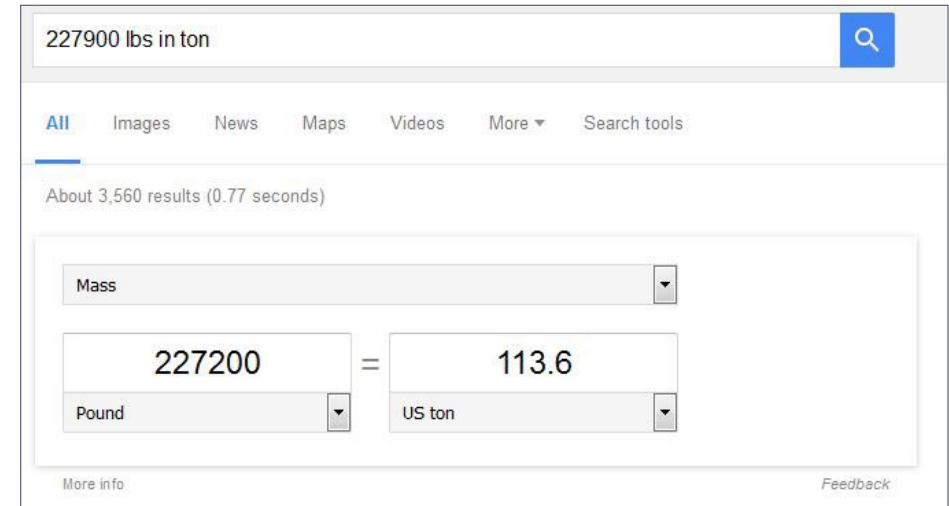 227900 lbs in ton
All Images News Maps Videos More Search tools
About 3,560 results (0.77 seconds)
Mass
227200 = 113.6
Pound US ton
More info Feedback